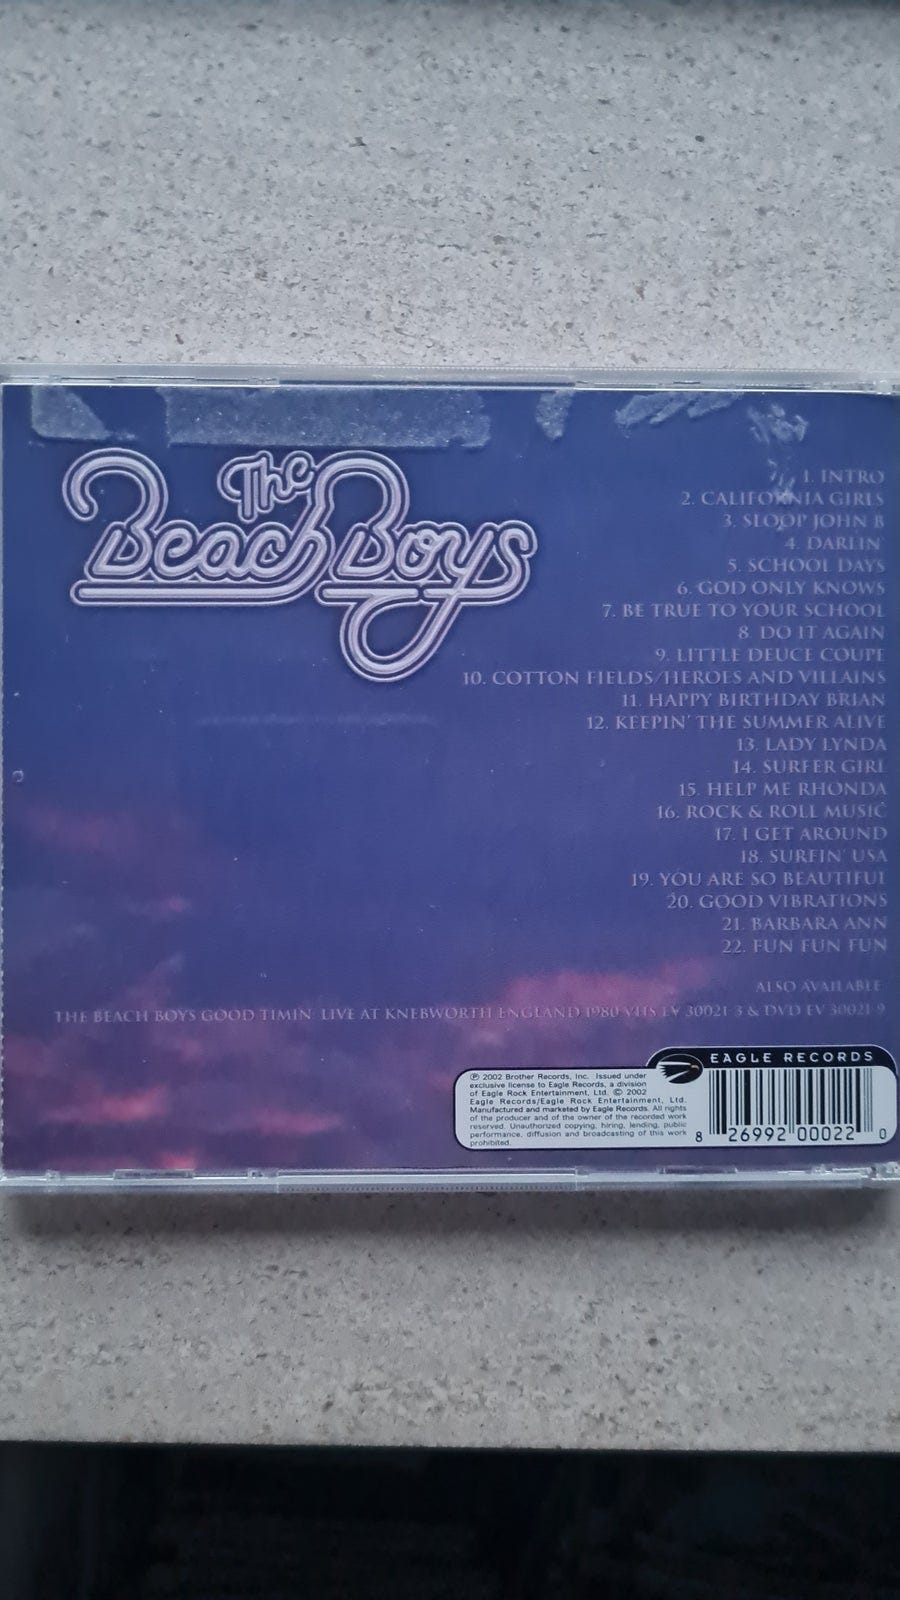 The
Beach Boys
1. INTRO
2. CALIFORNIA GIRLS
3. SLOOP JOHN B
4. DARLIN'
5. SCHOOL DAYS
6. GOD ONLY KNOWS
7. BE TRUE TO YOUR SCHOOL
8. DO IT AGAIN
9. LITTLE DEUCE COUPE
10. COTTON FIELDS/HEROES AND VILLAINS
11. HAPPY BIRTHDAY BRIAN
12. KEEPIN' THE SUMMER ALIVE
13. LADY LYNDA
14. SURFER GIRL
15. HELP ME RHONDA
16. ROCK & ROLL MUSIC
17. I GET AROUND
18. SURFIN' USA
19. YOU ARE SO BEAUTIFUL
20. GOOD VIBRATIONS
21. BARBARA ANN
22. FUN FUN FUN
ALSO AVAILABLE
THE BEACH BOYS GOOD TIMIN' LIVE AT KNEBWORTH ENGLAND 1980 VHS EV 30021-3 & DVD EV 30021-9
EAGLE RECORDS
℗ 2002 Brother Records, Inc. Issued under
exclusive license to Eagle Records, a division
of Eagle Rock Entertainment, Ltd. © 2002
Eagle Records/Eagle Rock Entertainment, Ltd.
Manufactured and marketed by Eagle Records. All rights
of the producer and of the owner of the recorded work
reserved. Unauthorized copying, hiring, lending, public
performance, diffusion and broadcasting of this work
prohibited.
8 26992 00022 0